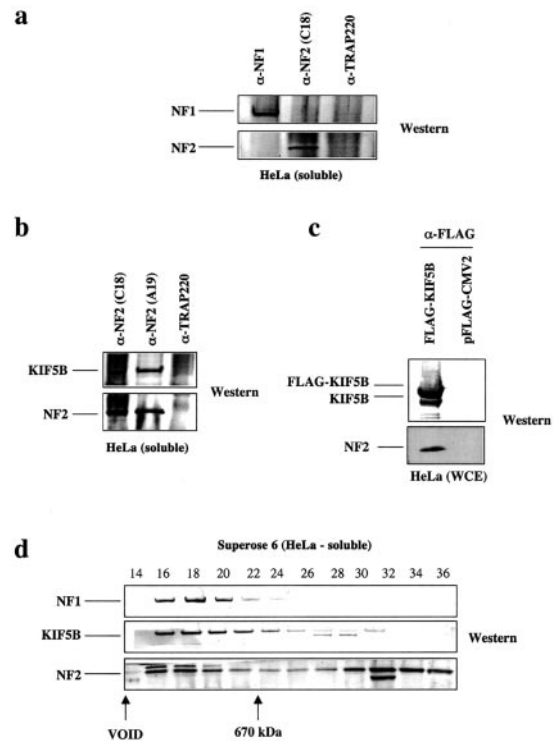 a
α-NF1
α-NF2 (C18)
α-TRAP220
NF1
NF2
Western
HeLa (soluble)
b
α-NF2 (C18)
α-NF2 (A19)
α-TRAP220
KIF5B
NF2
Western
HeLa (soluble)
c
α-FLAG
FLAG-KIF5B
pFLAG-CMV2
FLAG-KIF5B
KIF5B
NF2
Western
HeLa (WCE)
d
Superose 6 (HeLa - soluble)
14 16 18 20 22 24 26 28 30 32 34 36
NF1
KIF5B
NF2
Western
VOID
670 kDa